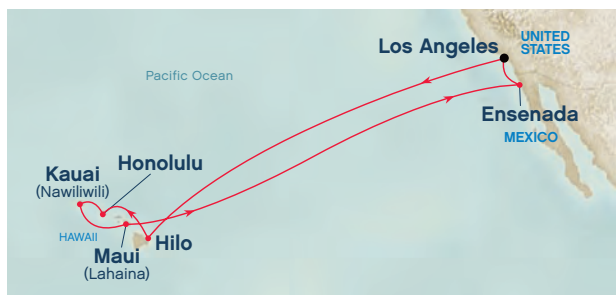 Los Angeles
UNITED
STATES
Pacific Ocean
Ensenada
MEXICO
Honolulu
Kauai
(Nawiliwili)
HAWAII
Hilo
Maui
(Lahaina)